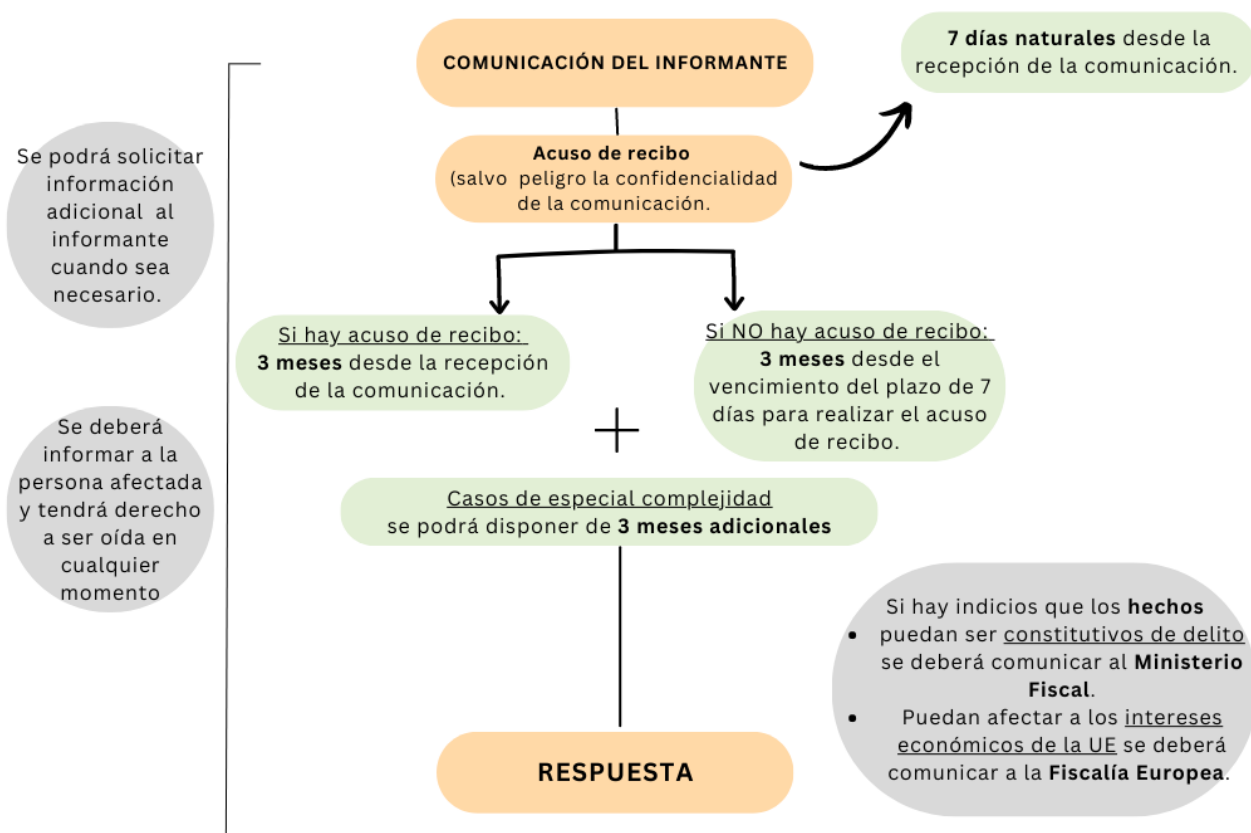 COMUNICACIÓN DEL INFORMANTE
7 días naturales desde la
recepción de la comunicación.
Acuso de recibo
(salvo peligro la confidencialidad
de la comunicación.
Se podrá solicitar
información
adicional al
informante
cuando sea
necesario.
Si hay acuso de recibo:
3 meses desde la recepción
de la comunicación.
Si NO hay acuso de recibo:
3 meses desde el
vencimiento del plazo de 7
días para realizar el acuso
de recibo.
Se deberá
informar a la
persona afectada
y tendrá derecho
a ser oída en
cualquier
momento
Casos de especial complejidad
se podrá disponer de 3 meses adicionales
Si hay indicios que los hechos
• puedan ser constitutivos de delito
se deberá comunicar al Ministerio
Fiscal.
• Puedan afectar a los intereses
económicos de la UE se deberá
comunicar a la Fiscalía Europea.
RESPUESTA